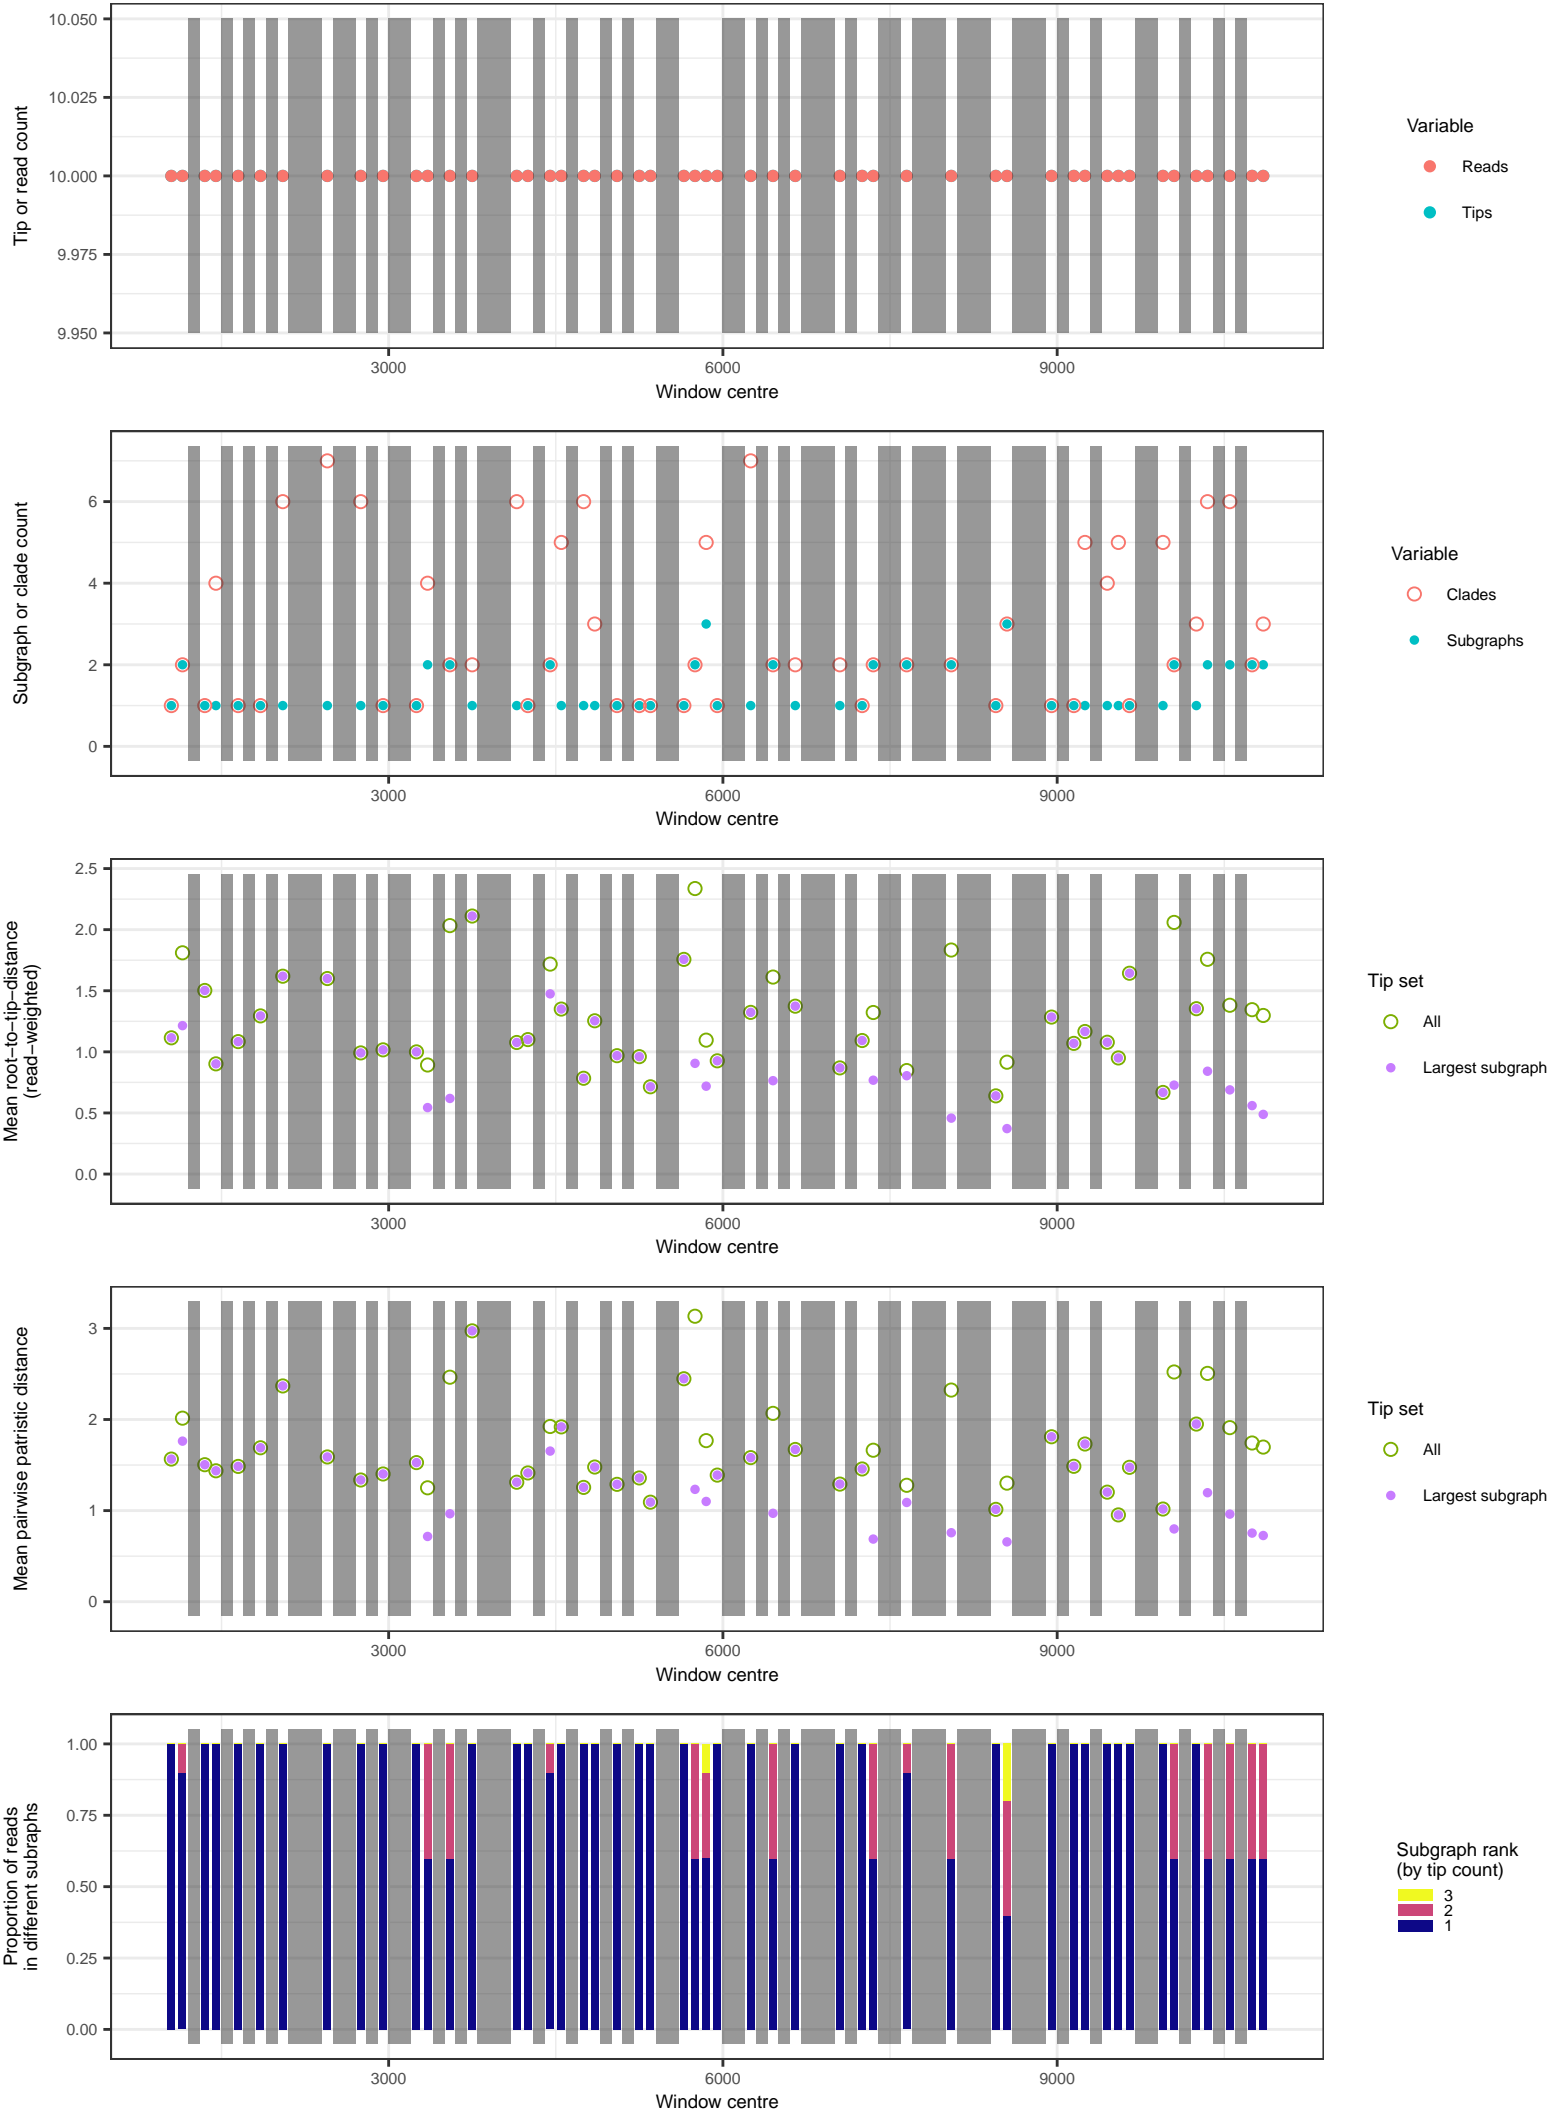 10.050
10.025
10.000
9.975
9.950
Tip or read count
3000
6000
9000
Window centre
Variable
Reads
Tips
6
4
2
0
Subgraph or clade count
3000
6000
9000
Window centre
Variable
Clades
Subgraphs
2.5
2.0
1.5
1.0
0.5
0.0
Mean root−to−tip−distance
(read−weighted)
3000
6000
9000
Window centre
Tip set
All
Largest subgraph
3
2
1
0
Mean pairwise patristic distance
3000
6000
9000
Window centre
Tip set
All
Largest subgraph
1.00
0.75
0.50
0.25
0.00
Proportion of reads
in different subraphs
3000
6000
9000
Window centre
Subgraph rank
(by tip count)
3
2
1